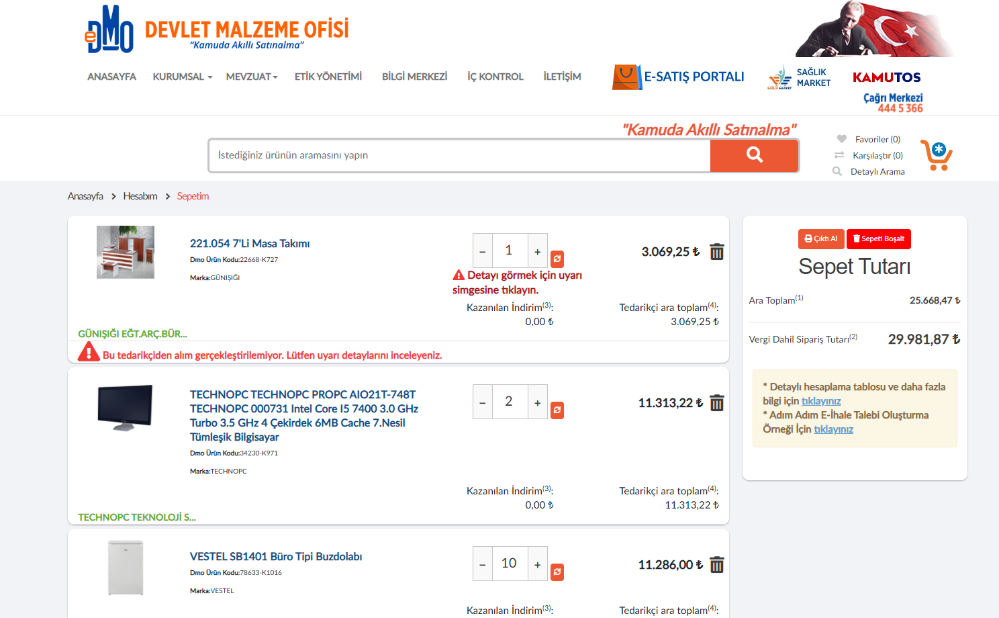 eDMO DEVLET MALZEME OFİSİ
“Kamuda Akıllı Satınalma”
ANASAYFA KURUMSAL MEVZUAT ETİK YÖNETİMİ BİLGİ MERKEZİ İÇ KONTROL İLETİŞİM
E-SATIŞ PORTALI
SAĞLIK MARKET
SAĞLIK
MARKET
KAMUTOS
Çağrı Merkezi
444 5 366
"Kamuda Akıllı Satınalma"
İstediğiniz ürünün aramasını yapın
Favoriler (0)
Karşılaştır (0)
Detaylı Arama
Anasayfa Hesabım Sepetim
221.054 7'Li Masa Takımı
Dmo Ürün Kodu:22668-K727
Marka:GÜNIŞIĞI
- 1 +
3.069,25 ₺
Detayı görmek için uyarı
simgesine tıklayın.
Kazanılan İndirim(3):
0,00 ₺
Tedarikçi ara toplam(4):
3.069,25 ₺
GÜNIŞIĞI EĞT.ARÇ.BÜR...
Bu tedarikçiden alım gerçekleştirilemiyor. Lütfen uyarı detaylarını inceleyeniz.
TECHNOPC TECHNOPC PROPC AIO21T-748T
TECHNOPC 000731 Intel Core I5 7400 3.0 GHz
Turbo 3.5 GHz 4 Çekirdek 6MB Cache 7.Nesil
Tümleşik Bilgisayar
Dmo Ürün Kodu:34230-K971
Marka:TECHNOPC
- 2 +
11.313,22 ₺
Kazanılan İndirim(3):
0,00 ₺
Tedarikçi ara toplam(4):
11.313,22 ₺
TECHNOPC TEKNOLOJİ S...
VESTEL SB1401 Büro Tipi Buzdolabı
Dmo Ürün Kodu:78633-K1016
Marka:VESTEL
- 10 +
11.286,00 ₺
Kazanılan İndirim(3):
Tedarikçi ara toplam(4):
Çıktı Al Sepeti Boşalt
Sepet Tutarı
Ara Toplam(1) 25.668,47 ₺
Vergi Dahil Sipariş Tutarı(2) 29.981,87 ₺
* Detaylı hesaplama tablosu ve daha fazla
bilgi için tıklayınız
* Adım Adım E-İhale Talebi Oluşturma
Örneği İçin tıklayınız